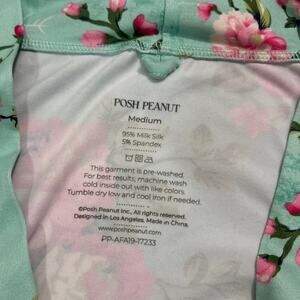 POSH PEANUT
Medium
95% Milk Silk
5% Spandex
This garment is pre-washed.
For best results, machine wash
cold inside out with like colors.
Tumble dry low and cool iron if needed.
©Posh Peanut Inc., All rights reserved.
Designed in Los Angeles. Made in China.
www.poshpeanut.com
PP-AFA19-17233